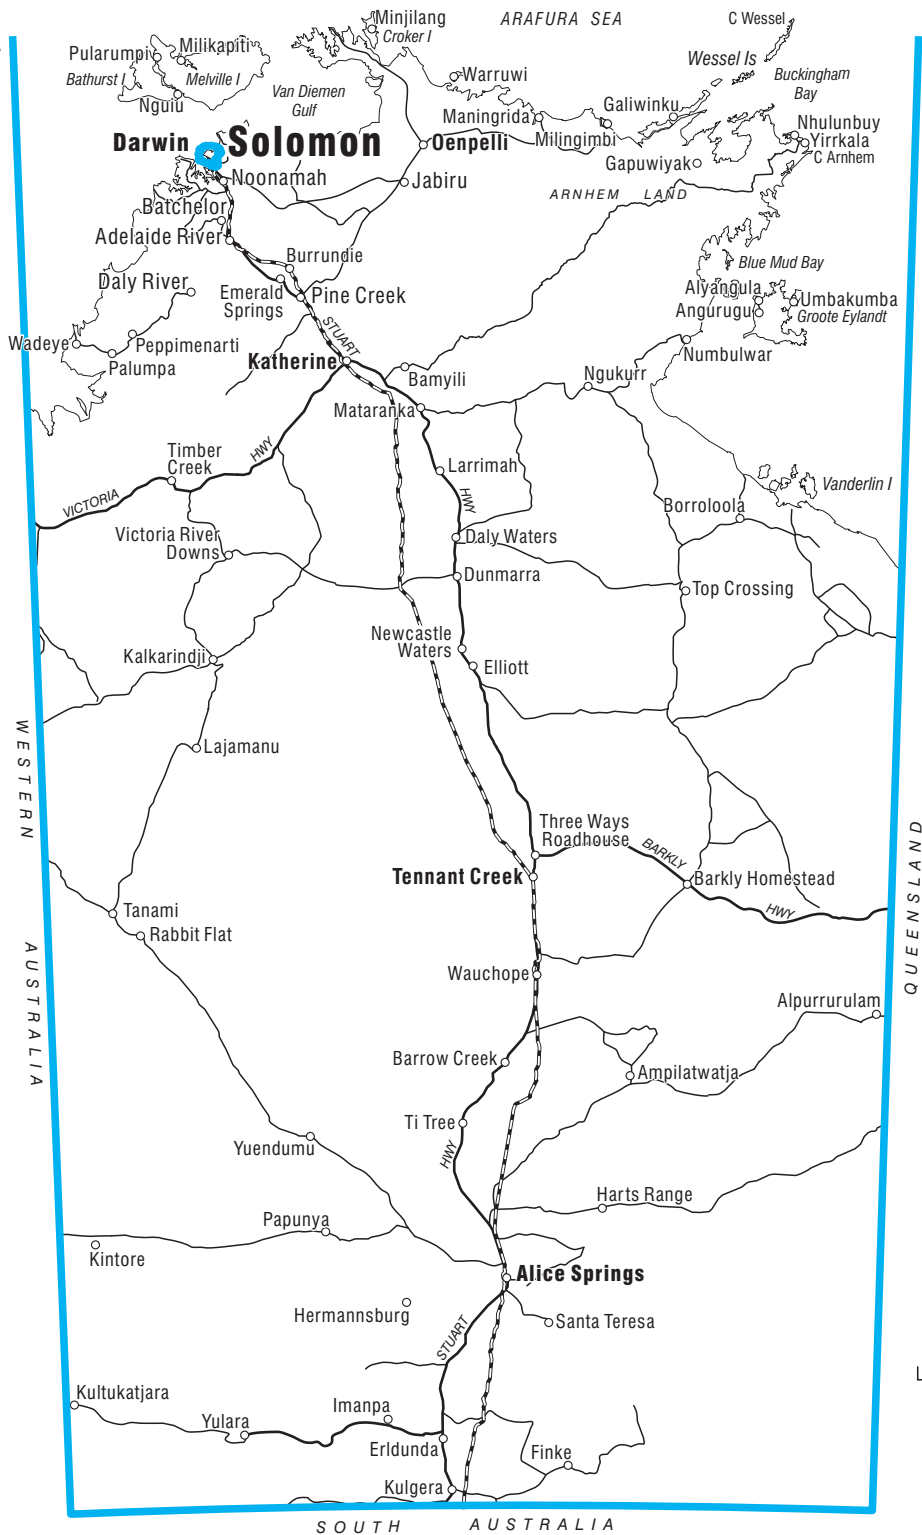 Minjilang
Croker I
ARAFURA SEA
C Wessel
Pularumpi
Milikapiti
Bathurst I
Melville I
Nguiu
Van Diemen
Gulf
Warruwi
Wessel Is
Buckingham
Bay
Maningrida
Galiwinku
Milingimbi
Nhulunbuy
Yirrkala
C Arnhem
Darwin
Solomon
Oenpelli
Gapuwiyak
Noonamah
Jabiru
ARNHEM LAND
Batchelor
Adelaide River
Burrundie
Blue Mud Bay
Daly River
Emerald
Springs
Pine Creek
Alyangula
Angurugu
Umbakumba
Groote Eylandt
STUART
Wadeye
Peppimenarti
Palumpa
Katherine
Bamyili
Numbulwar
Ngukurr
Mataranka
Timber
Creek
HWY
Larrimah
VICTORIA
HWY
Vanderlin I
Borroloola
Victoria River
Downs
Daly Waters
Dunmarra
Top Crossing
Newcastle
Waters
Kalkarindji
Elliott
WESTERN
Lajamanu
Three Ways
Roadhouse
BARKLY
Tennant Creek
Barkly Homestead
HWY
QUEENSLAND
Tanami
Rabbit Flat
AUSTRALIA
Wauchope
Alpurrurulam
Barrow Creek
Ampilatwatja
Ti Tree
HWY
Yuendumu
Harts Range
Papunya
Kintore
Alice Springs
Hermannsburg
Santa Teresa
STUART
L
Kultukatjara
Imanpa
Yulara
Erldunda
Finke
Kulgera
SOUTH AUSTRALIA